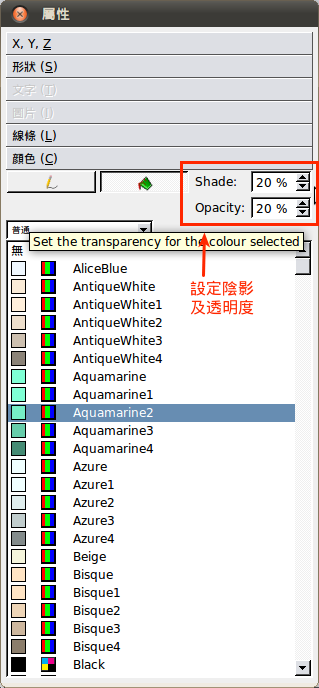 屬性
X, Y, Z
形狀 (S)
文字 (T)
圖片 (I)
線條 (L)
顏色 (C)
Shade: 20 %
Opacity: 20 %
普通
Set the transparency for the colour selected
無
設定陰影
及透明度
AliceBlue
AntiqueWhite
AntiqueWhite1
AntiqueWhite2
AntiqueWhite3
AntiqueWhite4
Aquamarine
Aquamarine1
Aquamarine2
Aquamarine3
Aquamarine4
Azure
Azure1
Azure2
Azure3
Azure4
Beige
Bisque
Bisque1
Bisque2
Bisque3
Bisque4
Black